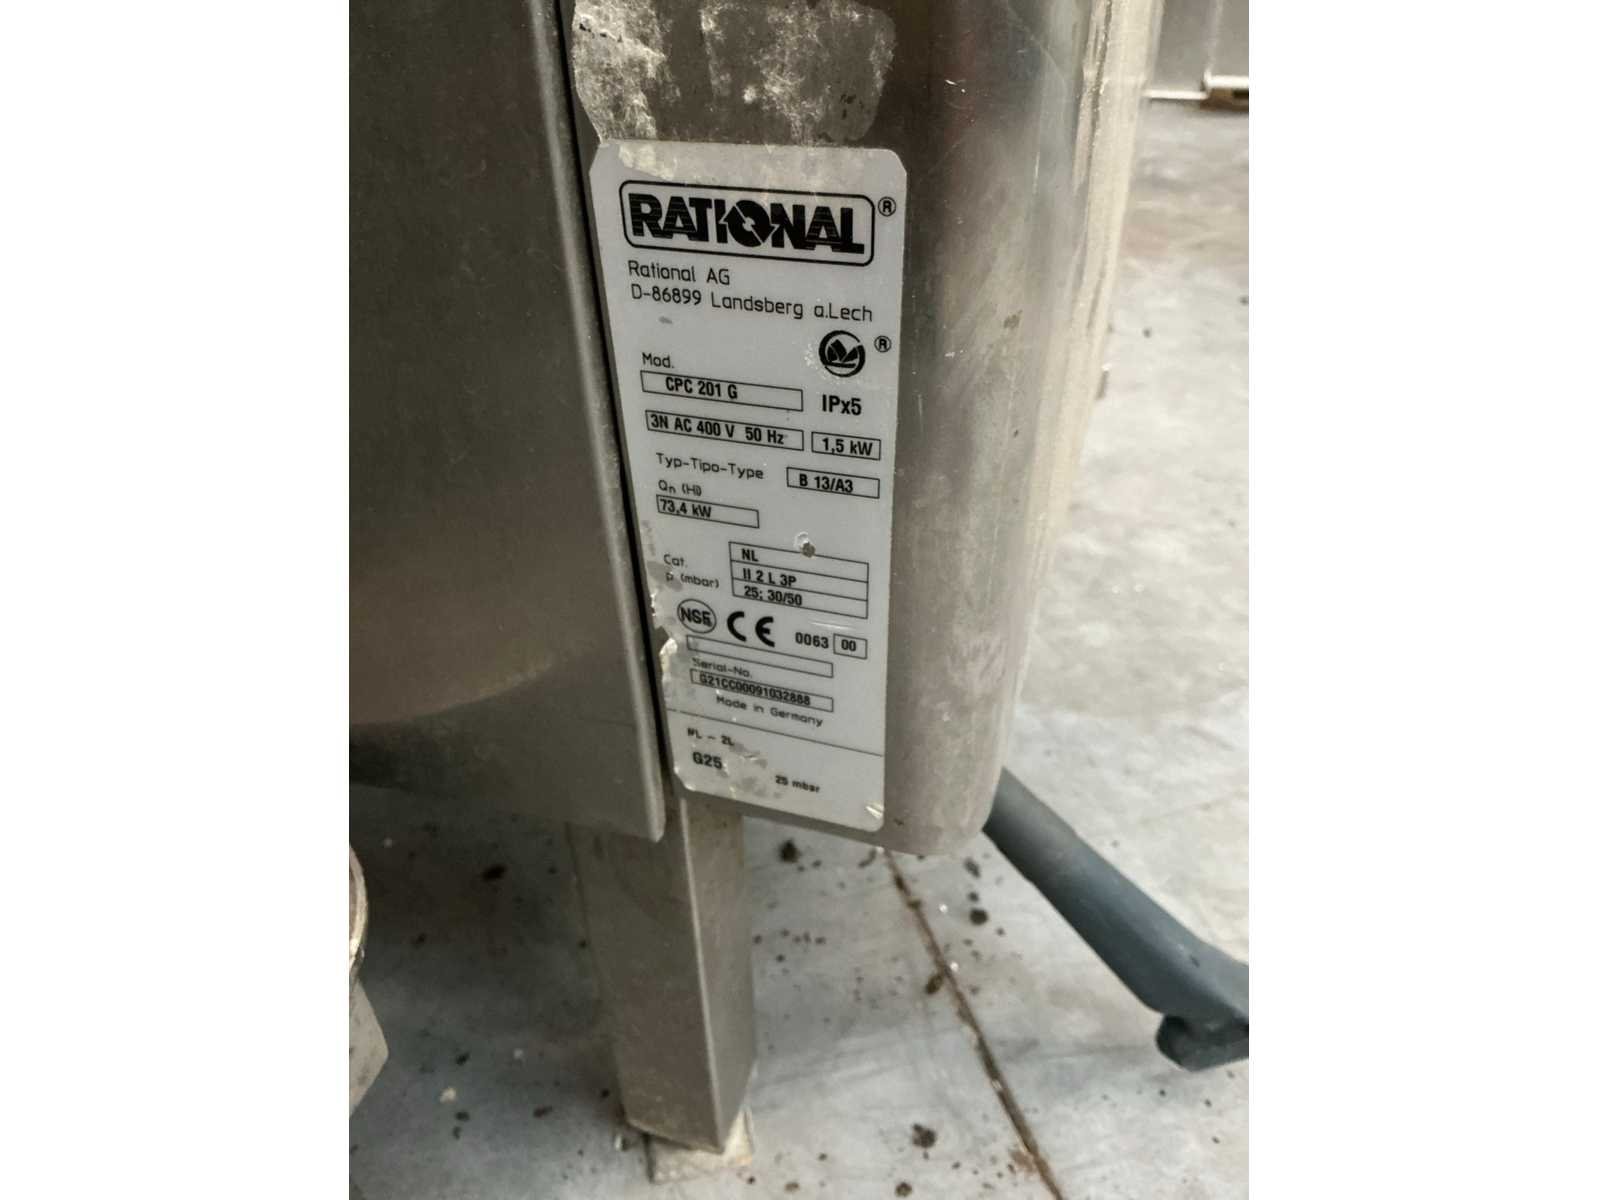 RATIONAL ®
Rational AG
D-86899 Landsberg a.Lech
®
Mod.
CPC 201 G
IPx5
3N AC 400 V 50 Hz 1,5 kW
Typ-Tipo-Type B 13/A3
Qn (Hi)
73,4 kW
NL
Cat. II 2 L 3P
p (mbar) 25; 30/50
NSF CE 0063 00
Serial-No.
G21CC00091032888
Made in Germany
NL - 2L
G25 25 mbar